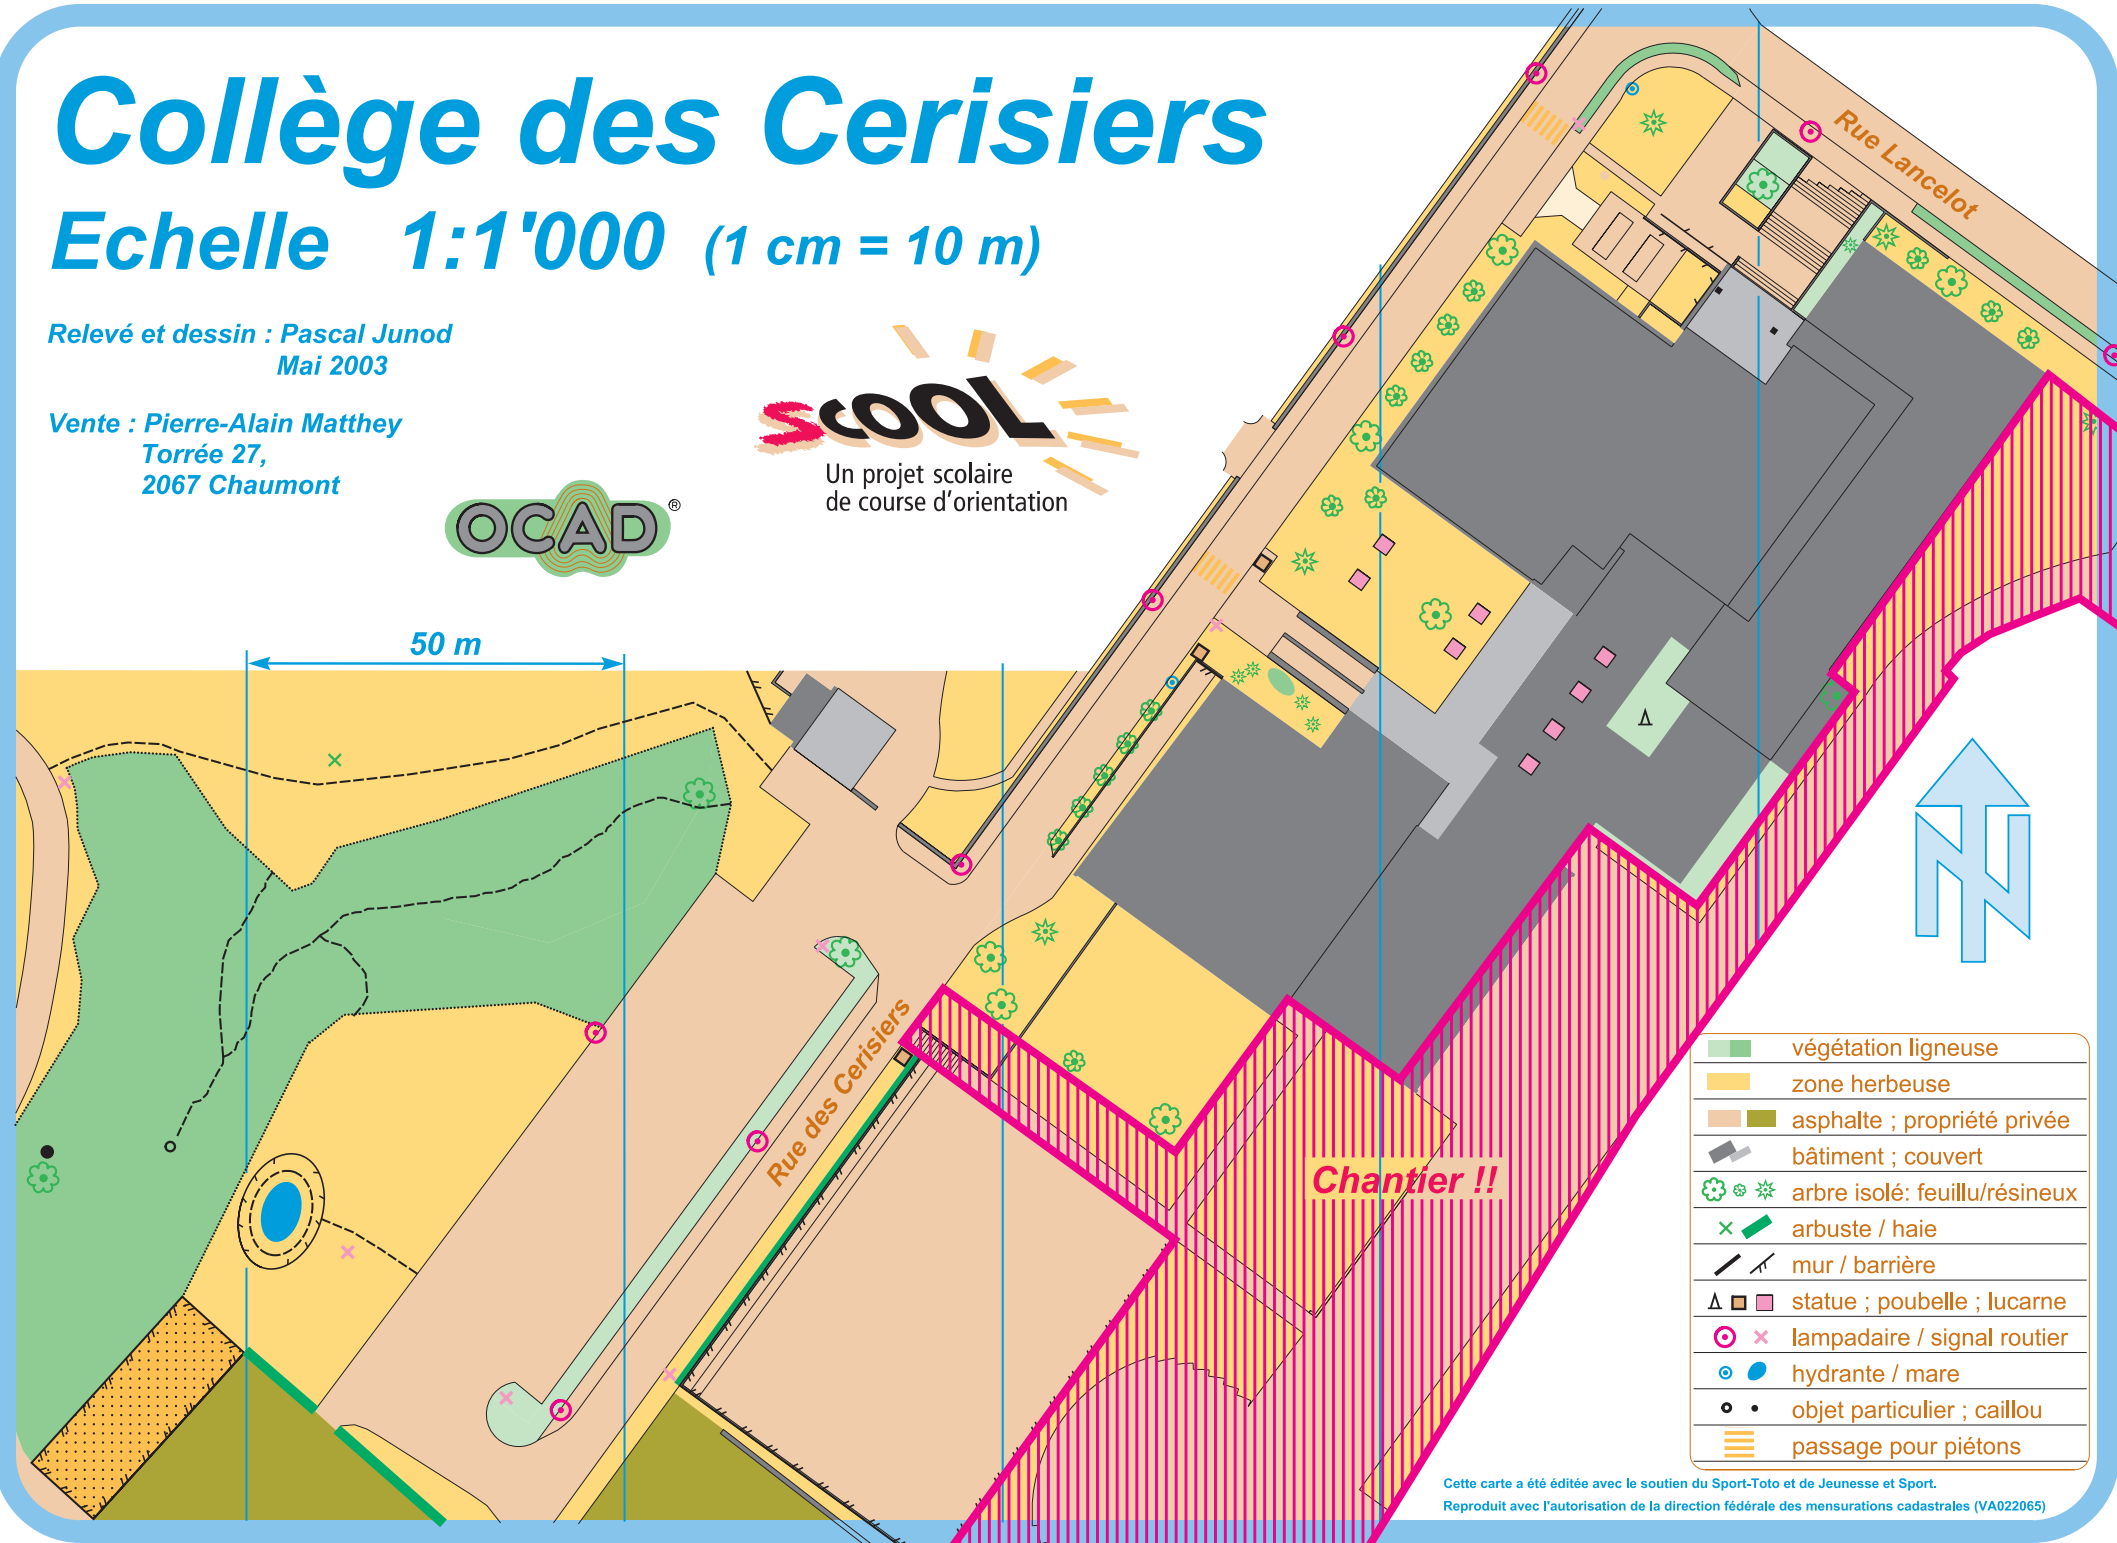 Collège des Cerisiers
Echelle 1:1'000 (1 cm = 10 m)
Relevé et dessin : Pascal Junod
Mai 2003
Vente : Pierre-Alain Matthey
Torrée 27,
2067 Chaumont
OCAD ®
sCOOL
Un projet scolaire
de course d'orientation
50 m
Rue Lancelot
Rue des Cerisiers
Chantier !!
N
végétation ligneuse
zone herbeuse
asphalte ; propriété privée
bâtiment ; couvert
arbre isolé: feuillu/résineux
arbuste / haie
mur / barrière
statue ; poubelle ; lucarne
lampadaire / signal routier
hydrante / mare
objet particulier ; caillou
passage pour piétons
Cette carte a été éditée avec le soutien du Sport-Toto et de Jeunesse et Sport.
Reproduit avec l'autorisation de la direction fédérale des mensurations cadastrales (VA022065)